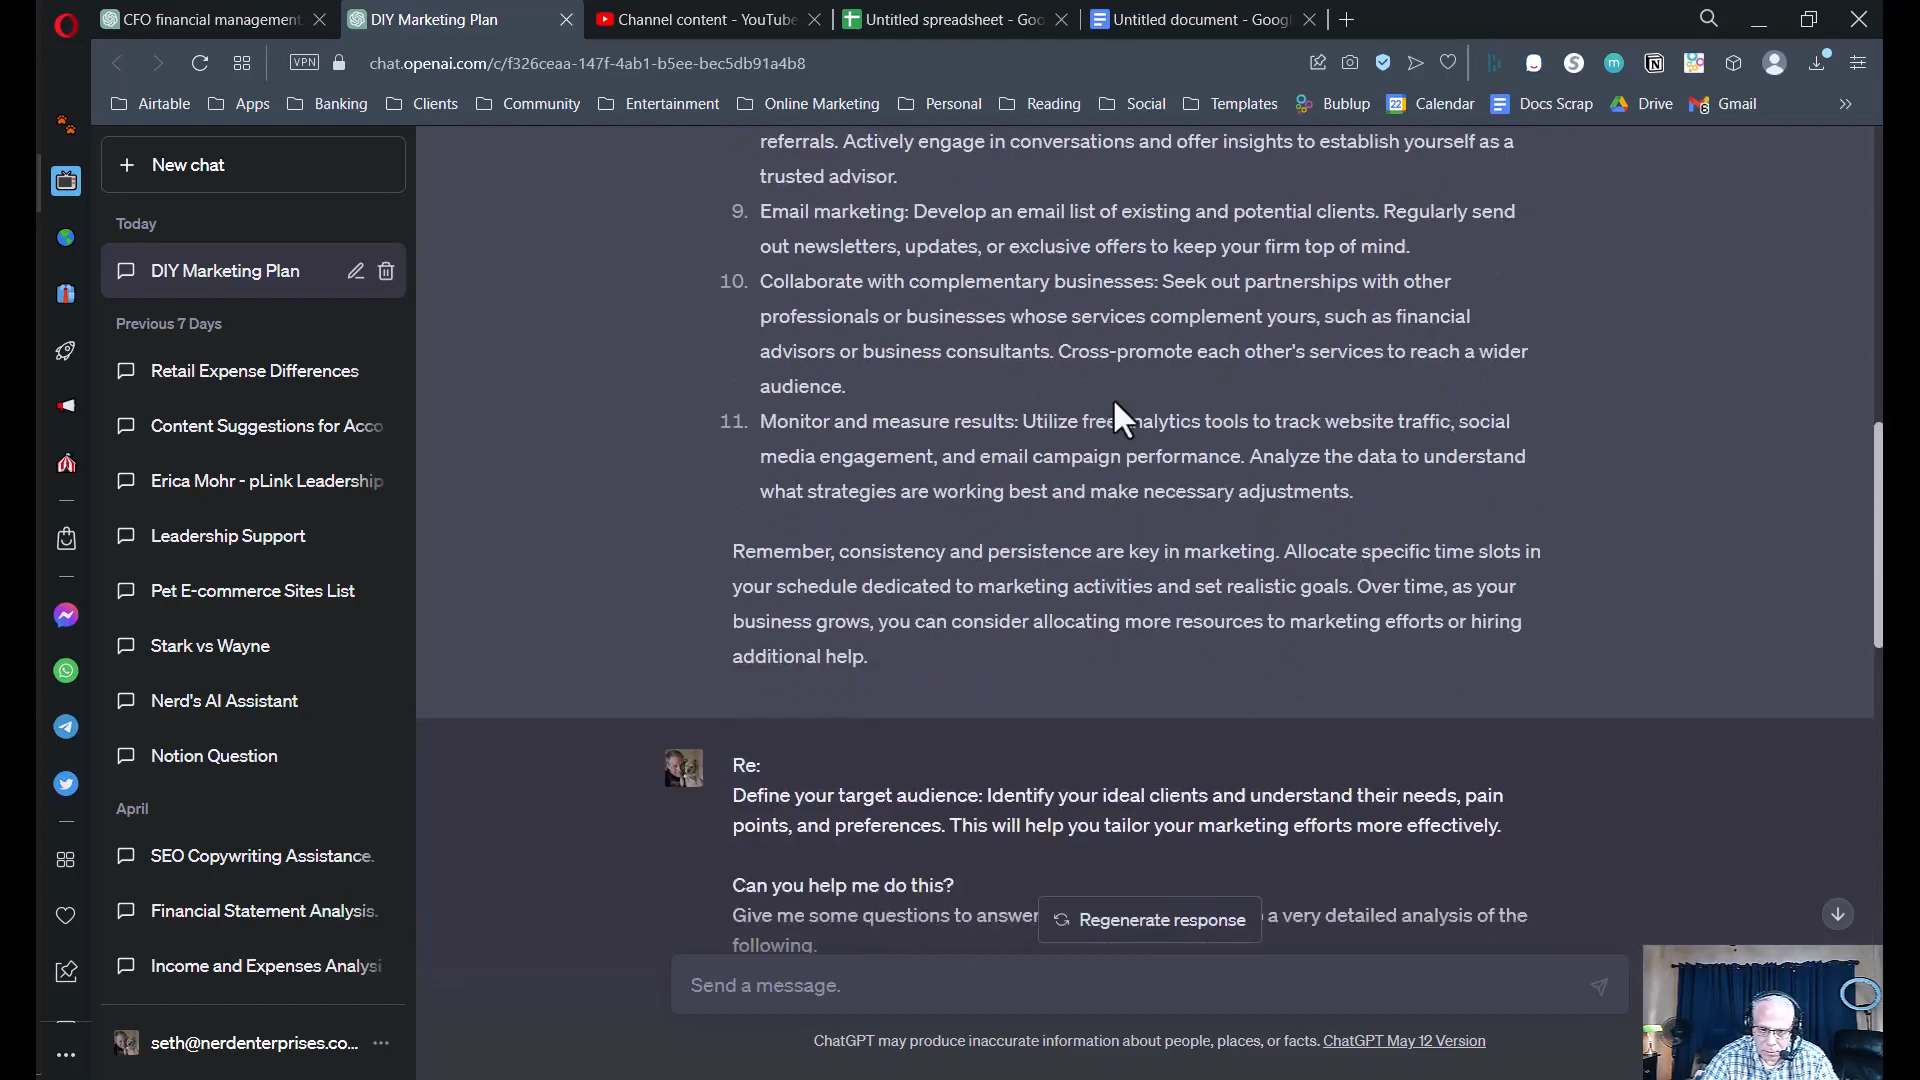 CFO financial management
DIY Marketing Plan
Channel content - YouTube
Untitled spreadsheet - Goo
Untitled document - Googl
VPN
chat.openai.com/c/f326ceaa-147f-4ab1-b5ee-bec5db91a4b8
Airtable
Apps
Banking
Clients
Community
Entertainment
Online Marketing
Personal
Reading
Social
Templates
Bublup
22
Calendar
Docs Scrap
Drive
6
Gmail
New chat
Today
DIY Marketing Plan
Previous 7 Days
Retail Expense Differences
Content Suggestions for Acco
Erica Mohr - pLink Leadership
Leadership Support
Pet E-commerce Sites List
Stark vs Wayne
Nerd's AI Assistant
Notion Question
April
SEO Copywriting Assistance.
Financial Statement Analysis.
Income and Expenses Analysi
seth@nerdenterprises.co...
referrals. Actively engage in conversations and offer insights to establish yourself as a
trusted advisor.
9. Email marketing: Develop an email list of existing and potential clients. Regularly send
out newsletters, updates, or exclusive offers to keep your firm top of mind.
10. Collaborate with complementary businesses: Seek out partnerships with other
professionals or businesses whose services complement yours, such as financial
advisors or business consultants. Cross-promote each other's services to reach a wider
audience.
11. Monitor and measure results: Utilize free analytics tools to track website traffic, social
media engagement, and email campaign performance. Analyze the data to understand
what strategies are working best and make necessary adjustments.
Remember, consistency and persistence are key in marketing. Allocate specific time slots in
your schedule dedicated to marketing activities and set realistic goals. Over time, as your
business grows, you can consider allocating more resources to marketing efforts or hiring
additional help.
Re:
Define your target audience: Identify your ideal clients and understand their needs, pain
points, and preferences. This will help you tailor your marketing efforts more effectively.
Can you help me do this?
Give me some questions to answer a very detailed analysis of the
following.
Regenerate response
Send a message.
ChatGPT may produce inaccurate information about people, places, or facts. ChatGPT May 12 Version